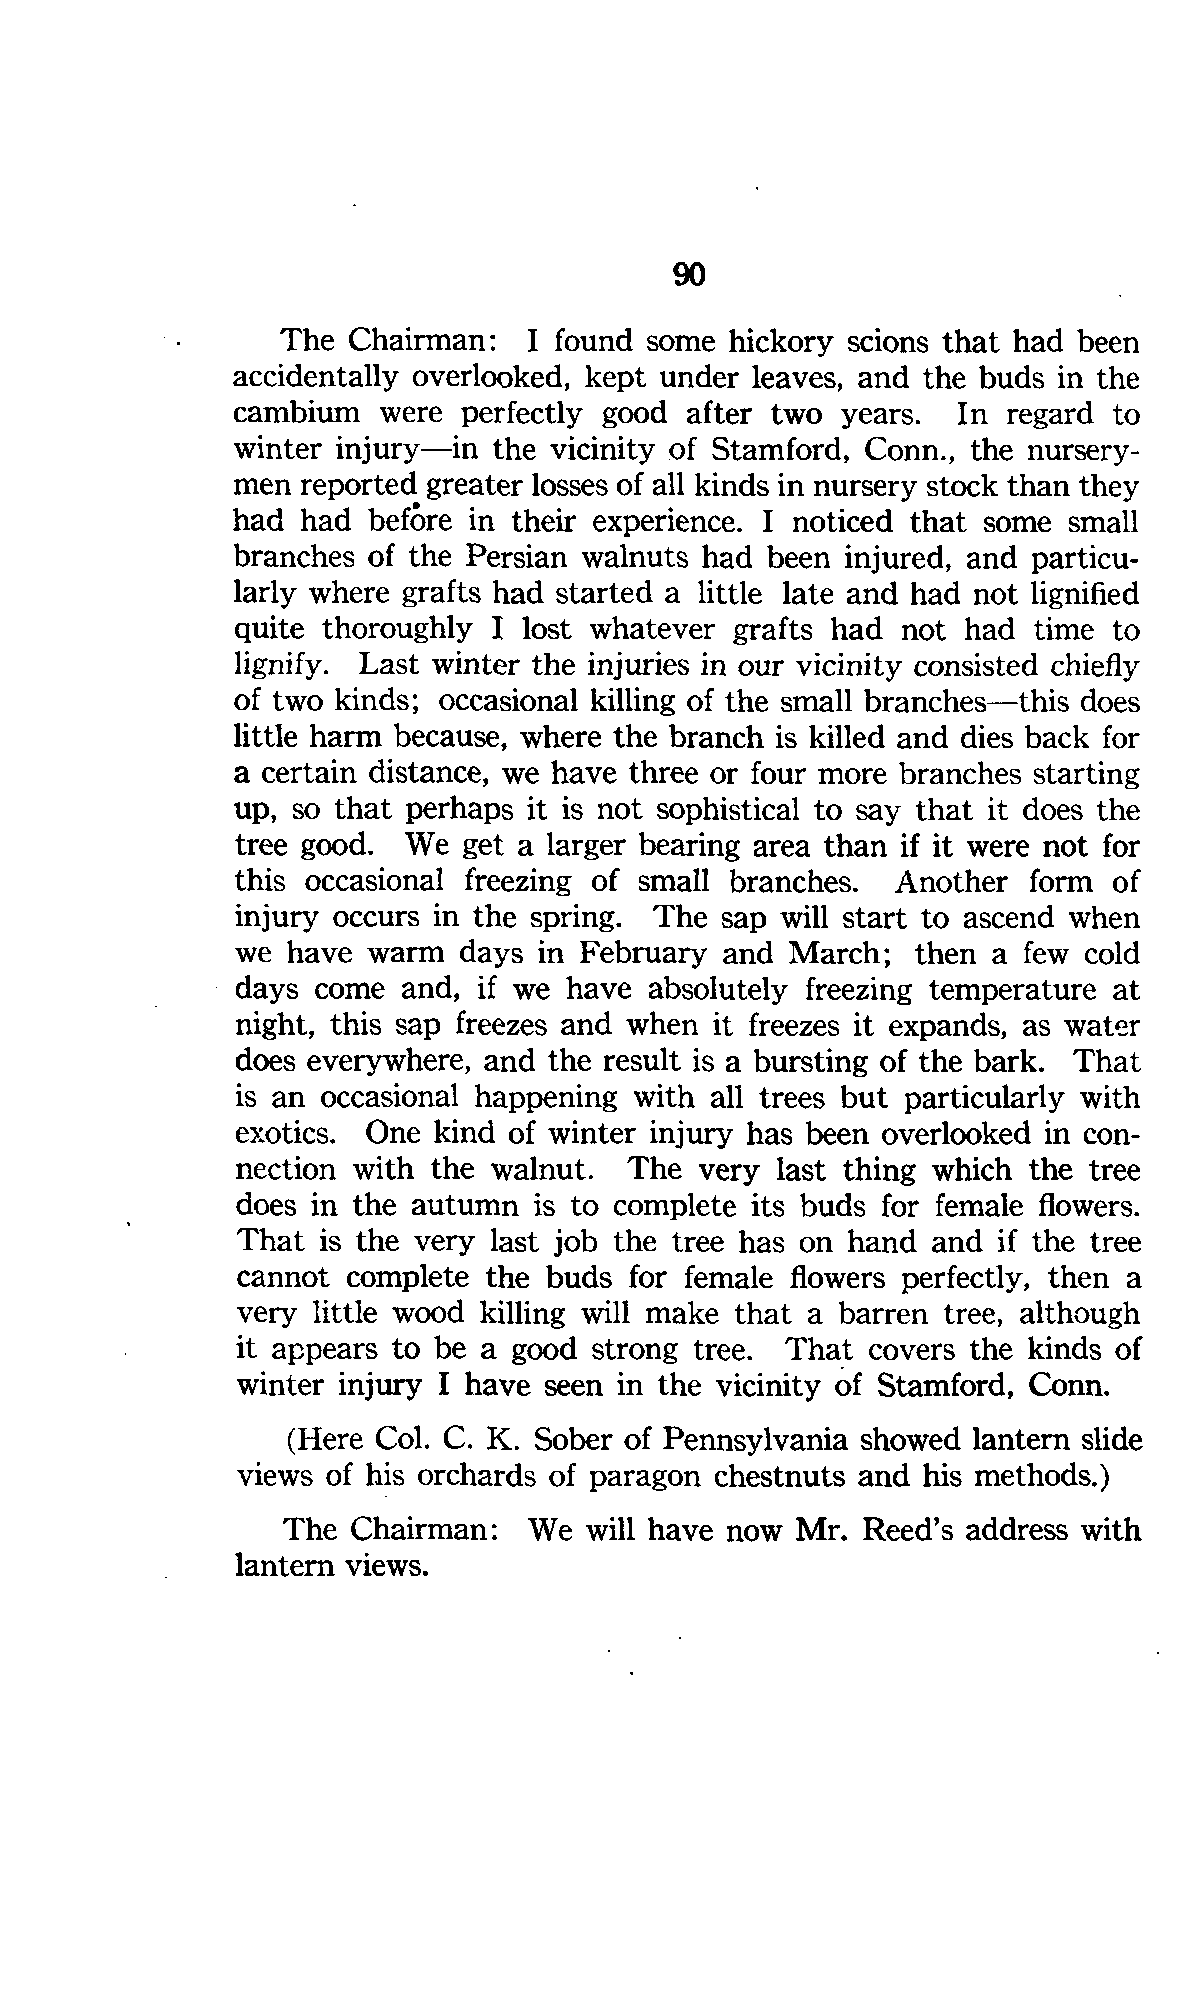 90
The Chairman: I found some hickory scions that had been
accidentally overlooked, kept under leaves, and the buds in the
cambium were perfectly good after two years. In regard to
winter injury—in the vicinity of Stamford, Conn., the nursery-
men reported greater losses of all kinds in nursery stock than they
had had before in their experience. I noticed that some small
branches of the Persian walnuts had been injured, and particu-
larly where grafts had started a little late and had not lignified
quite thoroughly I lost whatever grafts had not had time to
lignify. Last winter the injuries in our vicinity consisted chiefly
of two kinds; occasional killing of the small branches—this does
little harm because, where the branch is killed and dies back for
a certain distance, we have three or four more branches starting
up, so that perhaps it is not sophistical to say that it does the
tree good. We get a larger bearing area than if it were not for
this occasional freezing of small branches. Another form of
injury occurs in the spring. The sap will start to ascend when
we have warm days in February and March; then a few cold
days come and, if we have absolutely freezing temperature at
night, this sap freezes and when it freezes it expands, as water
does everywhere, and the result is a bursting of the bark. That
is an occasional happening with all trees but particularly with
exotics. One kind of winter injury has been overlooked in con-
nection with the walnut. The very last thing which the tree
does in the autumn is to complete its buds for female flowers.
That is the very last job the tree has on hand and if the tree
cannot complete the buds for female flowers perfectly, then a
very little wood killing will make that a barren tree, although
it appears to be a good strong tree. That covers the kinds of
winter injury I have seen in the vicinity of Stamford, Conn.
(Here Col. C. K. Sober of Pennsylvania showed lantern slide
views of his orchards of paragon chestnuts and his methods.)
The Chairman: We will have now Mr. Reed's address with
lantern views.